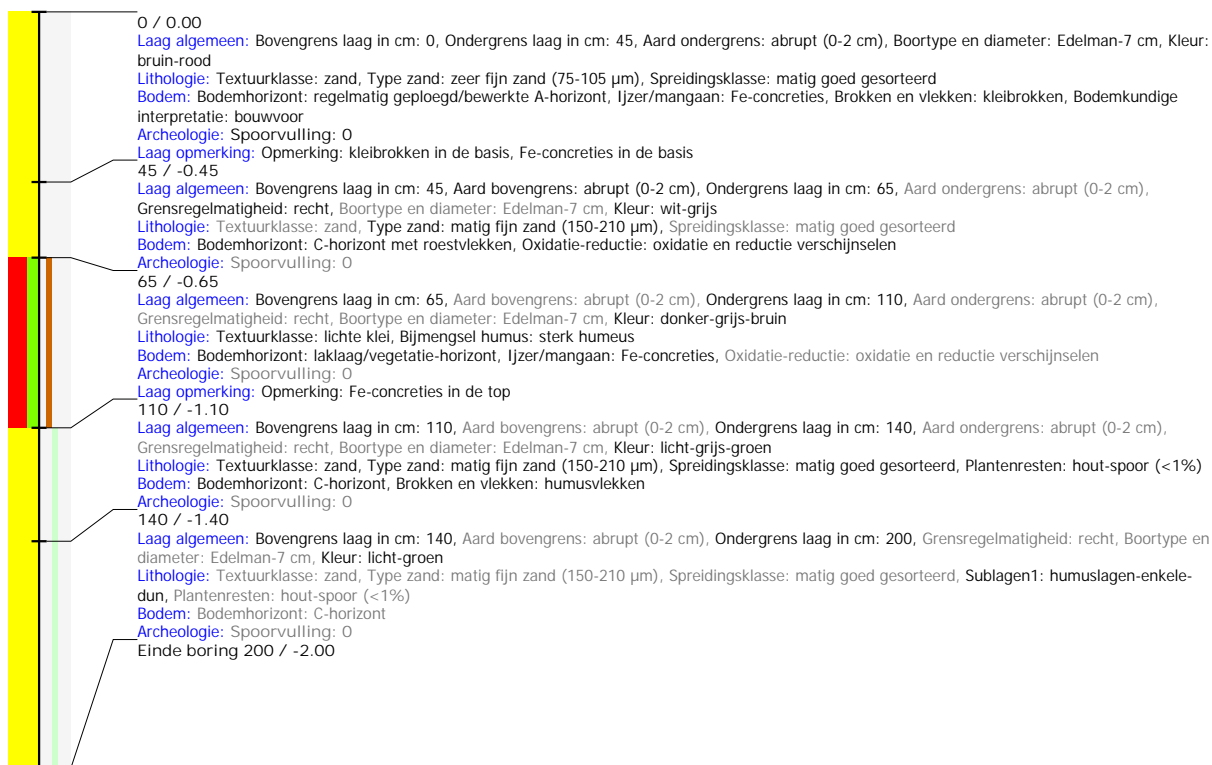 0 / 0.00
Laag algemeen: Bovengrens laag in cm: 0, Ondergrens laag in cm: 45, Aard ondergrens: abrupt (0-2 cm), Boortype en diameter: Edelman-7 cm, Kleur:
bruin-rood
Lithologie: Textuurklasse: zand, Type zand: zeer fijn zand (75-105 µm), Spreidingsklasse: matig goed gesorteerd
Bodem: Bodemhorizont: regelmatig geploegd/bewerkte A-horizont, Ijzer/mangaan: Fe-concreties, Brokken en vlekken: kleibrokken, Bodemkundige
interpretatie: bouwvoor
Archeologie: Spoorvulling: 0
Laag opmerking: Opmerking: kleibrokken in de basis, Fe-concreties in de basis
45 / -0.45
Laag algemeen: Bovengrens laag in cm: 45, Aard bovengrens: abrupt (0-2 cm), Ondergrens laag in cm: 65, Aard ondergrens: abrupt (0-2 cm),
Grensregelmatigheid: recht, Boortype en diameter: Edelman-7 cm, Kleur: wit-grijs
Lithologie: Textuurklasse: zand, Type zand: matig fijn zand (150-210 µm), Spreidingsklasse: matig goed gesorteerd
Bodem: Bodemhorizont: C-horizont met roestvlekken, Oxidatie-reductie: oxidatie en reductie verschijnselen
Archeologie: Spoorvulling: 0
65 / -0.65
Laag algemeen: Bovengrens laag in cm: 65, Aard bovengrens: abrupt (0-2 cm), Ondergrens laag in cm: 110, Aard ondergrens: abrupt (0-2 cm),
Grensregelmatigheid: recht, Boortype en diameter: Edelman-7 cm, Kleur: donker-grijs-bruin
Lithologie: Textuurklasse: lichte klei, Bijmengsel humus: sterk humeus
Bodem: Bodemhorizont: laklaag/vegetatie-horizont, Ijzer/mangaan: Fe-concreties, Oxidatie-reductie: oxidatie en reductie verschijnselen
Archeologie: Spoorvulling: 0
Laag opmerking: Opmerking: Fe-concreties in de top
110 / -1.10
Laag algemeen: Bovengrens laag in cm: 110, Aard bovengrens: abrupt (0-2 cm), Ondergrens laag in cm: 140, Aard ondergrens: abrupt (0-2 cm),
Grensregelmatigheid: recht, Boortype en diameter: Edelman-7 cm, Kleur: licht-grijs-groen
Lithologie: Textuurklasse: zand, Type zand: matig fijn zand (150-210 µm), Spreidingsklasse: matig goed gesorteerd, Plantenresten: hout-spoor (<1%)
Bodem: Bodemhorizont: C-horizont, Brokken en vlekken: humusvlekken
Archeologie: Spoorvulling: 0
140 / -1.40
Laag algemeen: Bovengrens laag in cm: 140, Aard bovengrens: abrupt (0-2 cm), Ondergrens laag in cm: 200, Grensregelmatigheid: recht, Boortype en
diameter: Edelman-7 cm, Kleur: licht-groen
Lithologie: Textuurklasse: zand, Type zand: matig fijn zand (150-210 µm), Spreidingsklasse: matig goed gesorteerd, Sublagen1: humuslagen-enkele-
dun, Plantenresten: hout-spoor (<1%)
Bodem: Bodemhorizont: C-horizont
Archeologie: Spoorvulling: 0
Einde boring 200 / -2.00